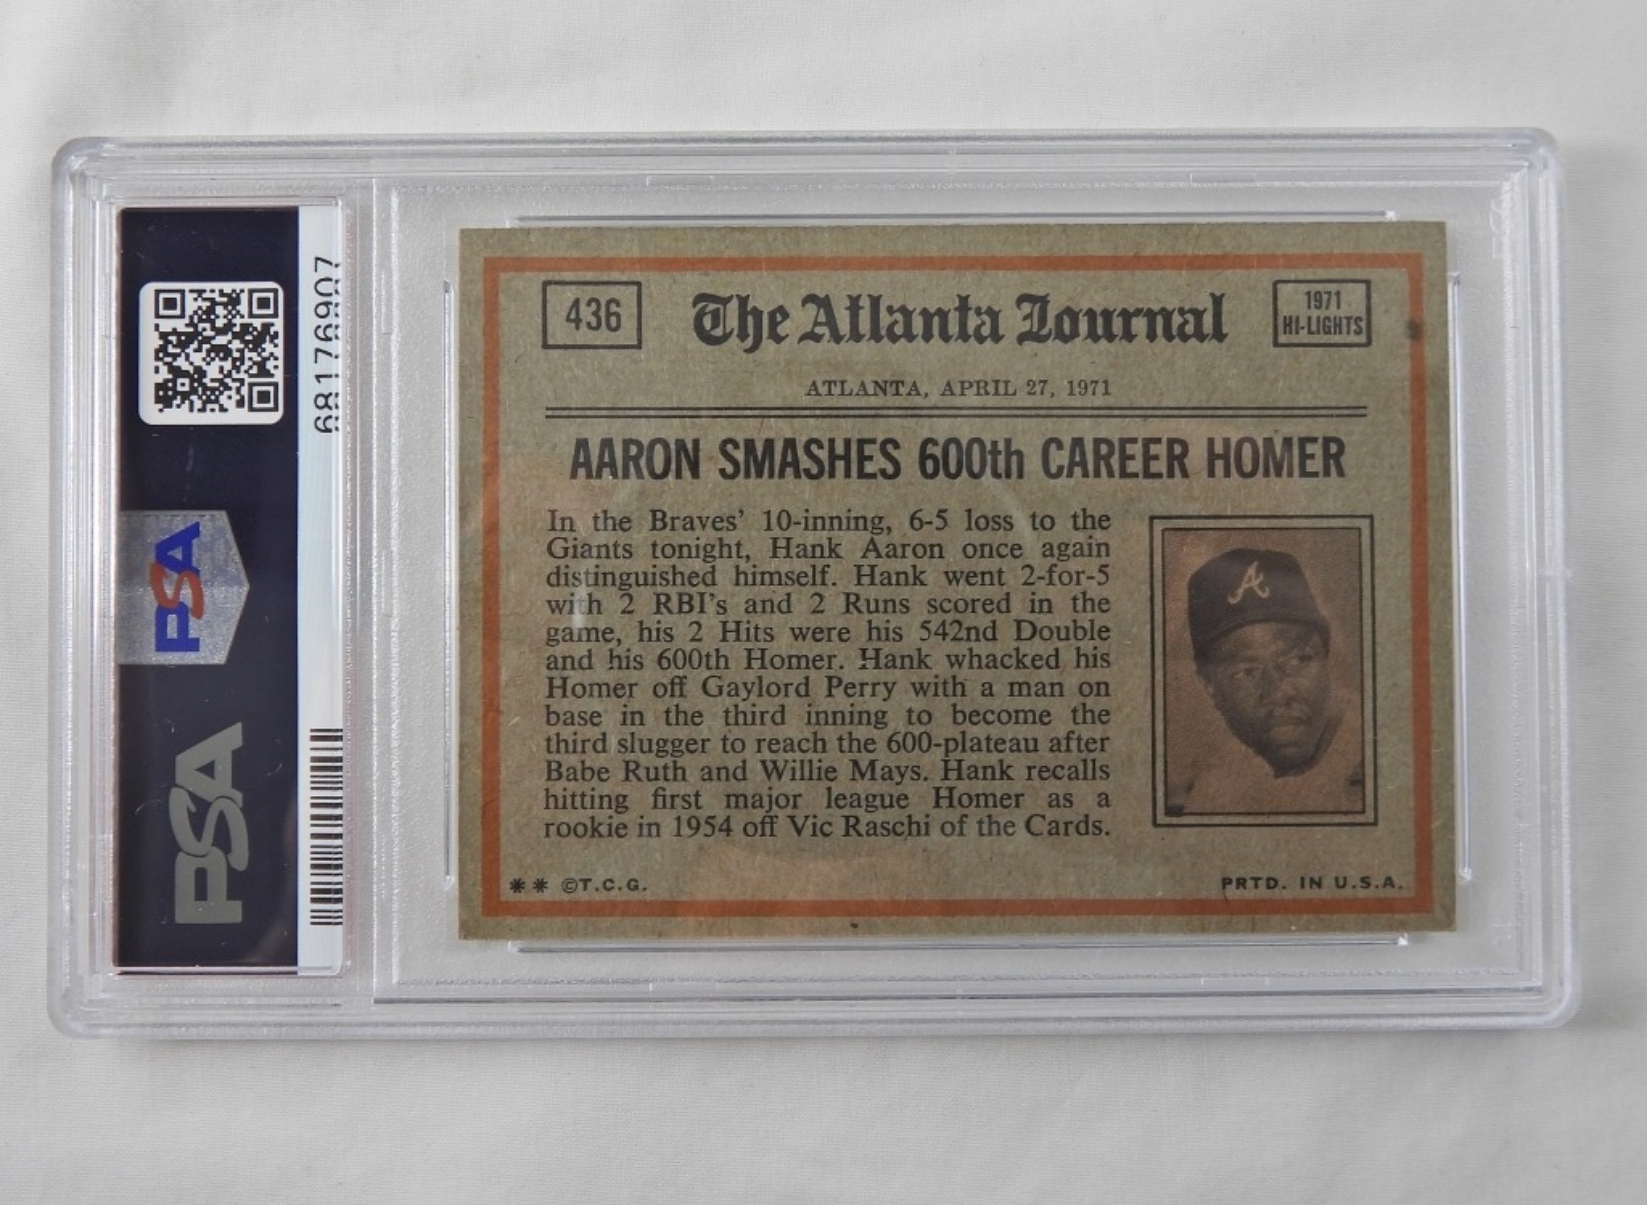 436
The Atlanta Journal
1971
HI-LIGHTS
ATLANTA, APRIL 27, 1971
AARON SMASHES 600th CAREER HOMER
In the Braves' 10-inning, 6-5 loss to the
Giants tonight, Hank Aaron once again
distinguished himself. Hank went 2-for-5
with 2 RBI's and 2 Runs scored in the
game, his 2 Hits were his 542nd Double
and his 600th Homer. Hank whacked his
Homer off Gaylord Perry with a man on
base in the third inning to become the
third slugger to reach the 600-plateau after
Babe Ruth and Willie Mays. Hank recalls
hitting first major league Homer as a
rookie in 1954 off Vic Raschi of the Cards.
** ©T.C.G.
PRTD. IN U.S.A.
A
68176907
PSA
PSA